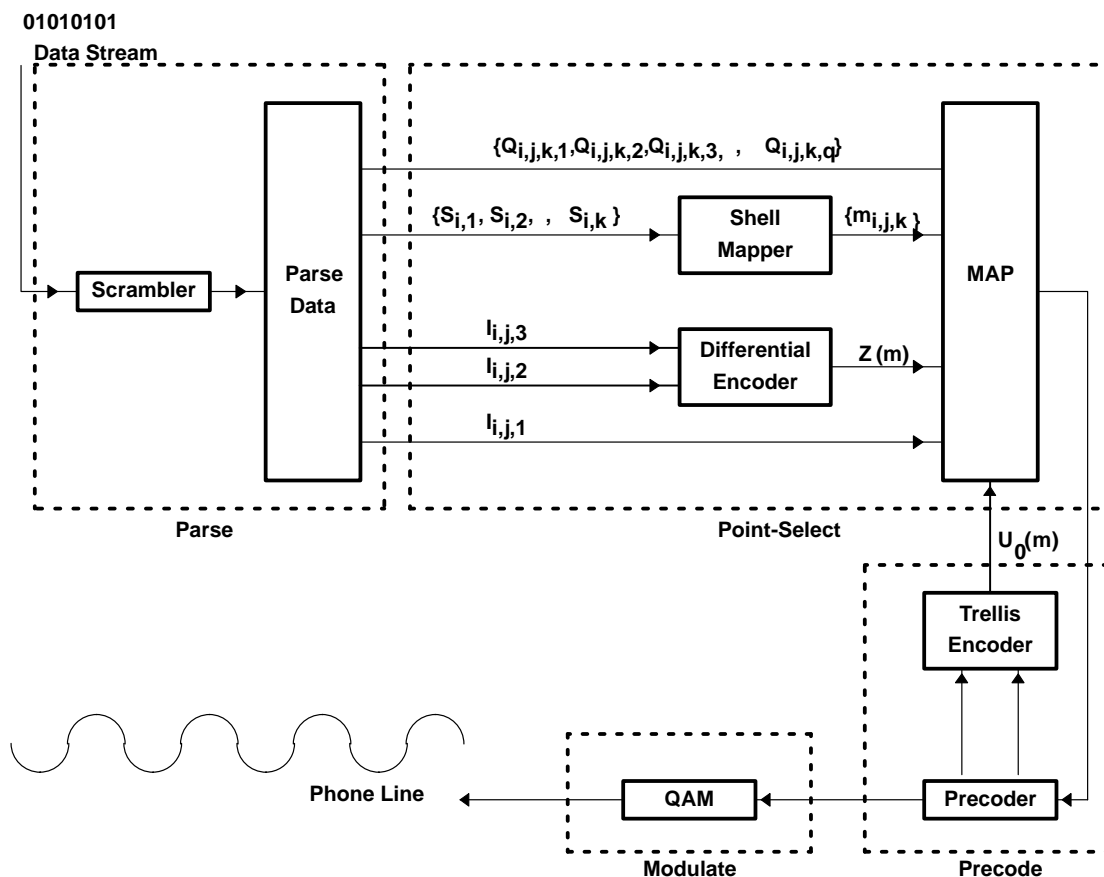 01010101
Data Stream
{Qi,j,k,1,Qi,j,k,2,Qi,j,k,3, , Qi,j,k,q}
{Si,1, Si,2, , Si,k }
Shell
Mapper
{mi,j,k }
Scrambler
Parse
Data
MAP
Ii,j,3
Ii,j,2
Differential
Encoder
Z (m)
Ii,j,1
Parse
Point-Select
U0(m)
Trellis
Encoder
Phone Line
QAM
Precoder
Modulate
Precode